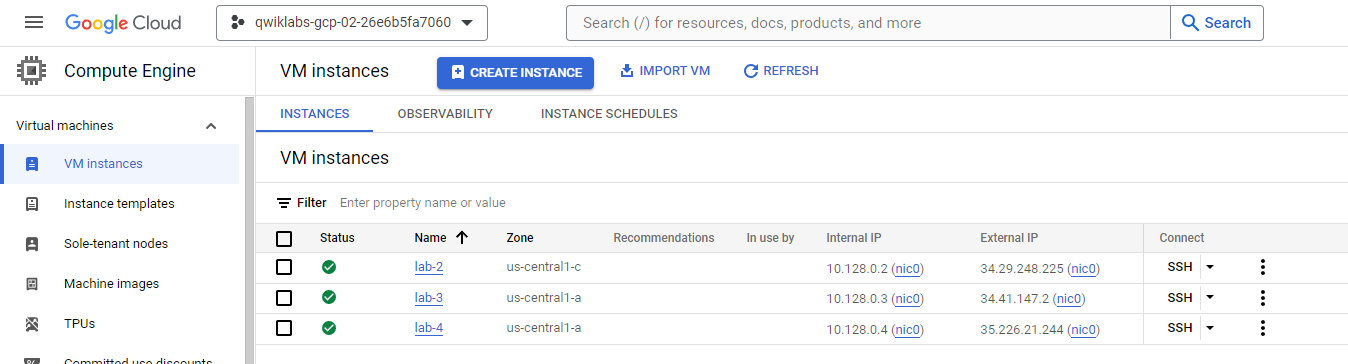 Google Cloud qwiklabs-gcp-02-26e6b5fa7060 Search (/) for resources, docs, products, and more Search
Compute Engine
VM instances CREATE INSTANCE IMPORT VM REFRESH
INSTANCES OBSERVABILITY INSTANCE SCHEDULES
Virtual machines
VM instances
Instance templates
Sole-tenant nodes
Machine images
TPUs
Committed use discounts
VM instances
Filter Enter property name or value
Status Name Zone Recommendations In use by Internal IP External IP Connect
lab-2 us-central1-c 10.128.0.2 (nic0) 34.29.248.225 (nic0) SSH
lab-3 us-central1-a 10.128.0.3 (nic0) 34.41.147.2 (nic0) SSH
lab-4 us-central1-a 10.128.0.4 (nic0) 35.226.21.244 (nic0) SSH